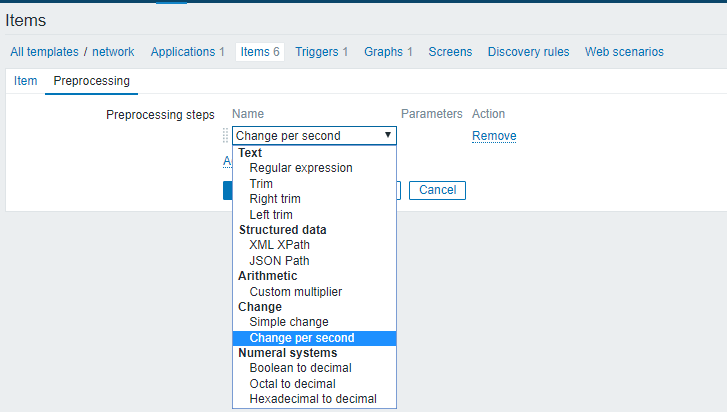 Items
All templates / network Applications 1 Items 6 Triggers 1 Graphs 1 Screens Discovery rules Web scenarios
Item Preprocessing
Preprocessing steps Name Parameters Action
Change per second Remove
Text
Regular expression
Trim
Right trim
Cancel
Left trim
Structured data
XML XPath
JSON Path
Arithmetic
Custom multiplier
Change
Simple change
Change per second
Numeral systems
Boolean to decimal
Octal to decimal
Hexadecimal to decimal